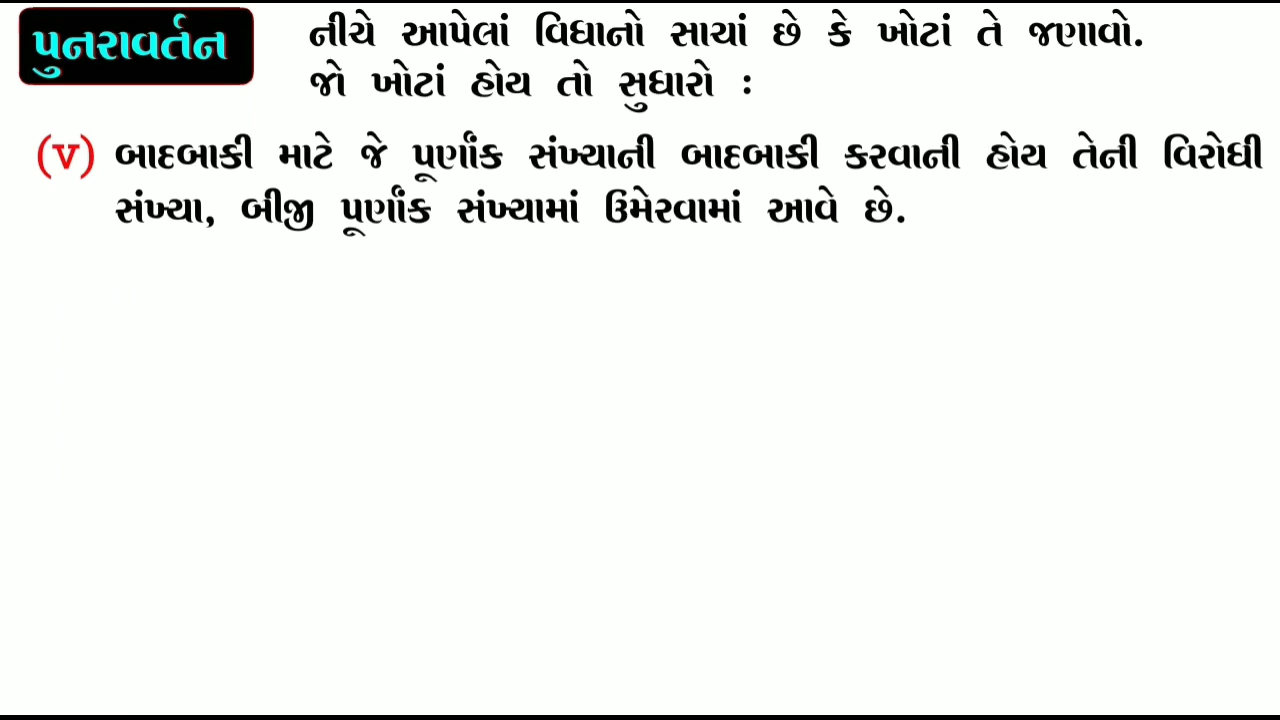 પુનરાવર્તન
નીચે આપેલાં વિધાનો સાચાં છે કે ખોટાં તે જણાવો.
જો ખોટાં હોય તો સુધારો :
(v) બાદબાકી માટે જે પૂર્ણાંક સંખ્યાની બાદબાકી કરવાની હોય તેની વિરોધી
સંખ્યા, બીજી પૂર્ણાંક સંખ્યામાં ઉમેરવામાં આવે છે.